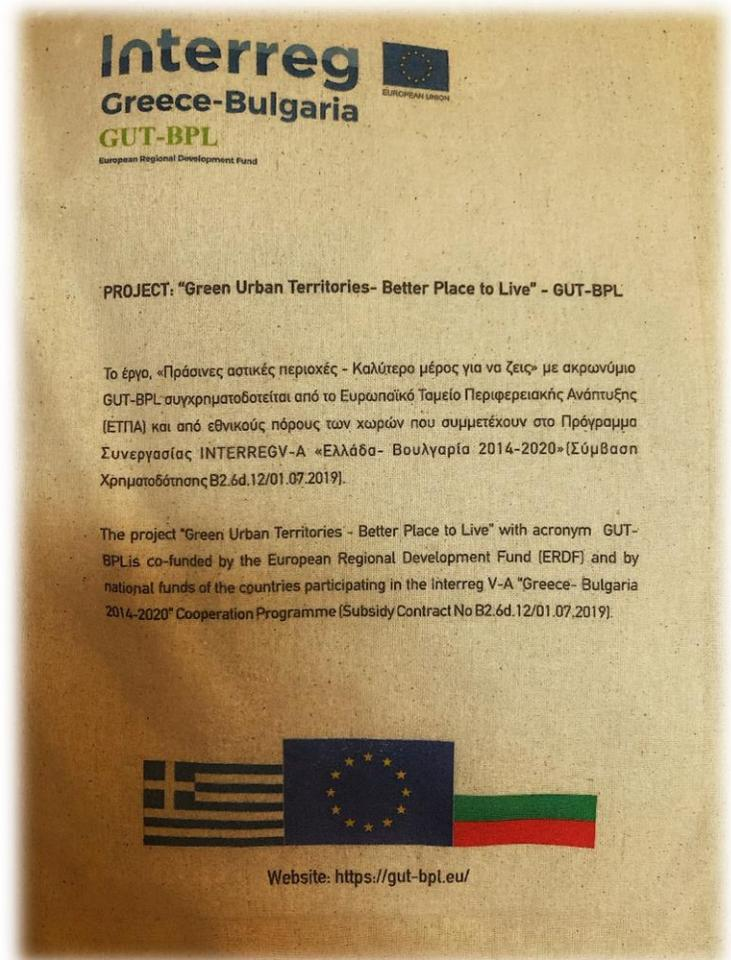 Interreg
EUROPEAN UNION
Greece-Bulgaria
GUT-BPL
European Regional Development Fund
PROJECT: “Green Urban Territories- Better Place to Live” - GUT-BPL
Το έργο, «Πράσινες αστικές περιοχές - Καλύτερο μέρος για να ζεις» με ακρωνύμιο
GUT-BPL συγχρηματοδοτείται από το Ευρωπαϊκό Ταμείο Περιφερειακής Ανάπτυξης
(ΕΤΠΑ) και από εθνικούς πόρους των χωρών που συμμετέχουν στο Πρόγραμμα
Συνεργασίας INTERREGV-A «Ελλάδα- Βουλγαρία 2014-2020»(Σύμβαση
Χρηματοδότησης B2.6d.12/01.07.2019).
The project “Green Urban Territories - Better Place to Live” with acronym GUT-
BPLis co-funded by the European Regional Development Fund (ERDF) and by
national funds of the countries participating in the Interreg V-A “Greece- Bulgaria
2014-2020” Cooperation Programme (Subsidy Contract No B2.6d.12/01.07.2019).
Website: https://gut-bpl.eu/